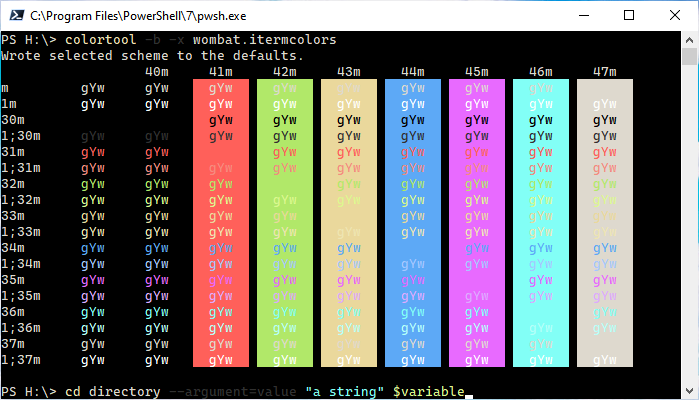 C:\Program Files\PowerShell\7\pwsh.exe
PS H:\> colortool -b -x wombat.itermcolors
Wrote selected scheme to the defaults.
40m 41m 42m 43m 44m 45m 46m 47m
m gYw gYw gYw gYw gYw gYw gYw gYw
1m gYw gYw gYw gYw gYw gYw gYw gYw gYw
30m gYw gYw gYw gYw gYw gYw gYw
1;30m gYw gYw gYw gYw gYw gYw gYw gYw gYw
31m gYw gYw gYw gYw gYw gYw gYw gYw
1;31m gYw gYw gYw gYw gYw gYw gYw gYw gYw
32m gYw gYw gYw gYw gYw gYw gYw gYw
1;32m gYw gYw gYw gYw gYw gYw gYw gYw gYw
33m gYw gYw gYw gYw gYw gYw gYw gYw
1;33m gYw gYw gYw gYw gYw gYw gYw gYw gYw
34m gYw gYw gYw gYw gYw gYw gYw gYw
1;34m gYw gYw gYw gYw gYw gYw gYw gYw gYw
35m gYw gYw gYw gYw gYw gYw gYw gYw
1;35m gYw gYw gYw gYw gYw gYw gYw gYw gYw
36m gYw gYw gYw gYw gYw gYw gYw gYw
1;36m gYw gYw gYw gYw gYw gYw gYw gYw gYw
37m gYw gYw gYw gYw gYw gYw gYw gYw
1;37m gYw gYw gYw gYw gYw gYw gYw gYw gYw
PS H:\> cd directory --argument=value "a string" $variable